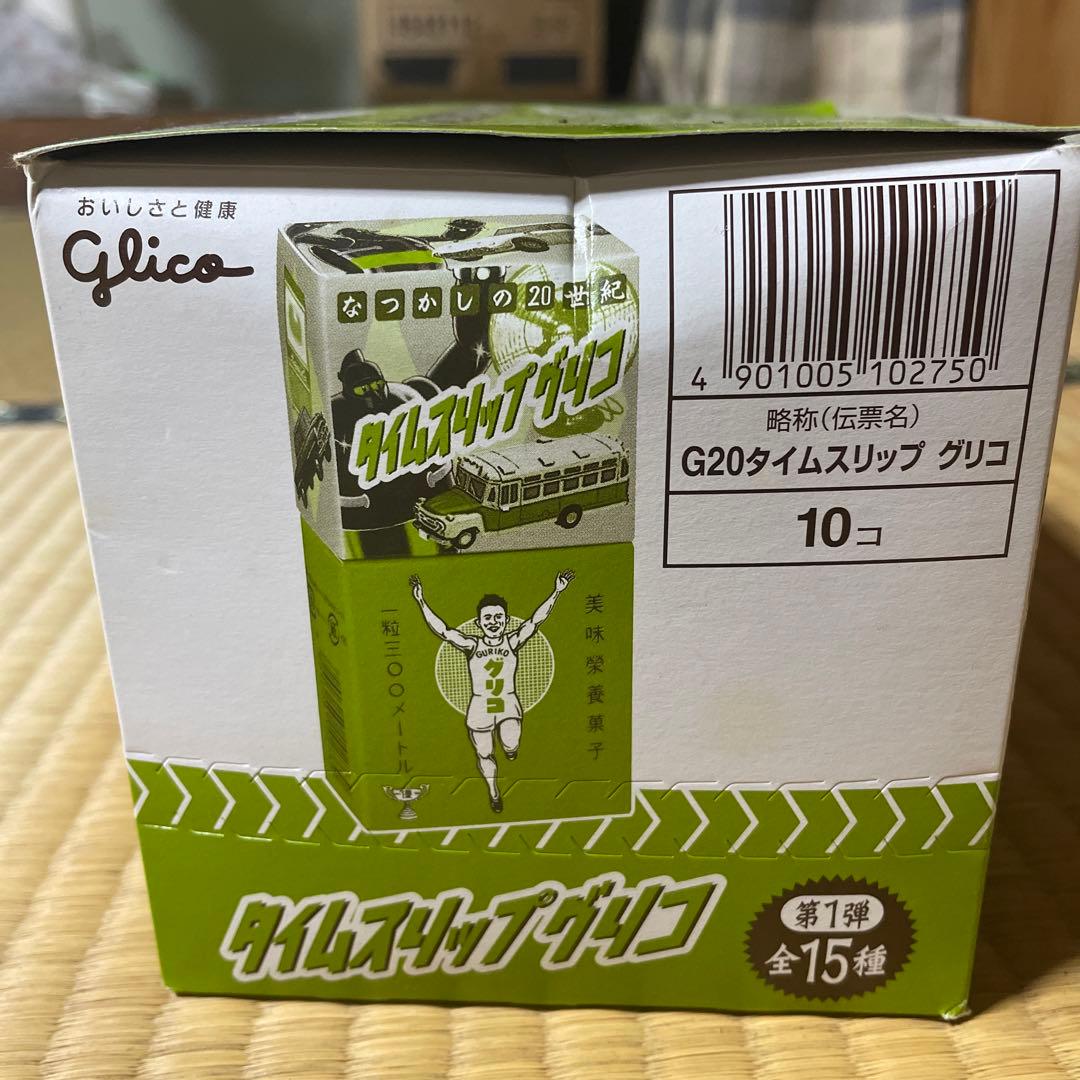 おいしさと健康
Glico
なつかしの20世紀
タイムスリップグリコ
GURIKO
グリコ
美味栄養菓子
一粒三〇〇メートル
4 901005 102750
略称(伝票名)
G20タイムスリップ グリコ
10コ
タイムスリップグリコ
第1弾
全15種